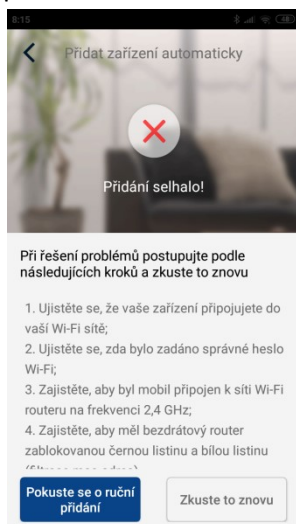 8:15
48
Přidat zařízení automaticky
Přidání selhalo!
Při řešení problémů postupujte podle
následujících kroků a zkuste to znovu
1. Ujistěte se, že vaše zařízení připojujete do
vaší Wi-Fi sítě;
2. Ujistěte se, zda bylo zadáno správné heslo
Wi-Fi;
3. Zajistěte, aby byl mobil připojen k síti Wi-Fi
routeru na frekvenci 2,4 GHz;
4. Zajistěte, aby měl bezdrátový router
zablokovanou černou listinu a bílou listinu
Pokuste se o ruční
přidání
Zkuste to znovu